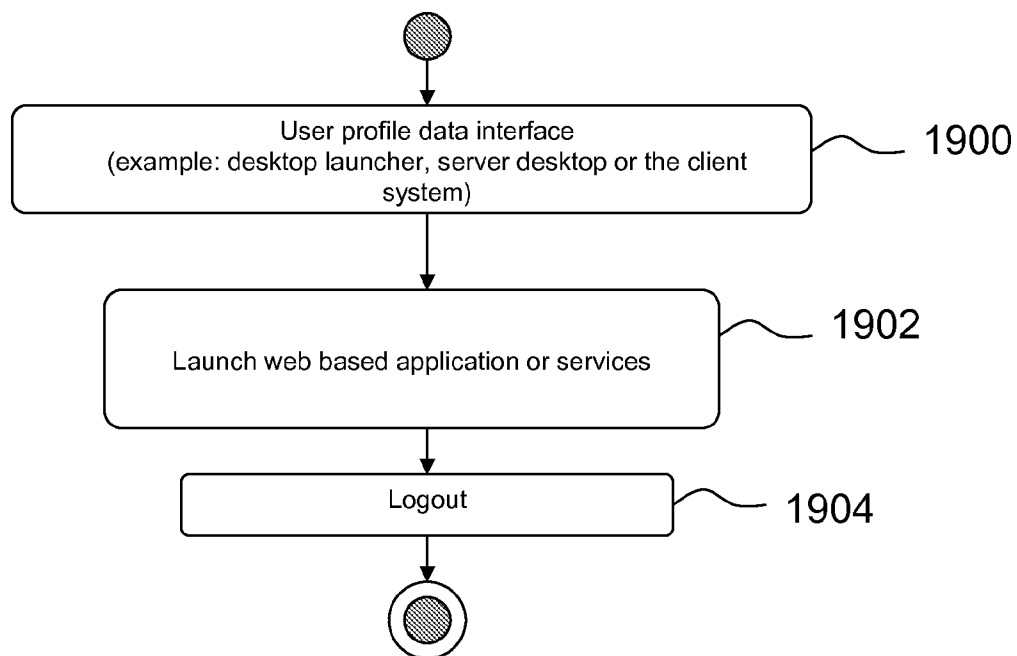 User profile data interface
(example: desktop launcher, server desktop or the client
system)
1900
Launch web based application or services
1902
Logout
1904